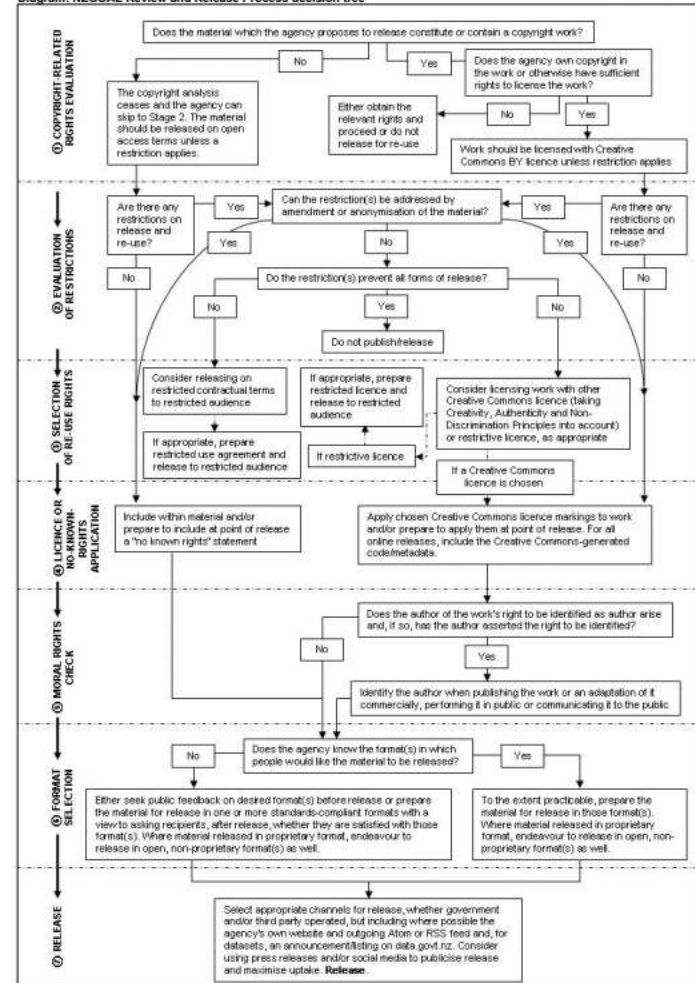 Diagram: NZGOAL Review and Release Process decision tree
Does the material which the agency proposes to release constitute or contain a copyright work?
No
Yes
Does the agency own copyright in
the work or otherwise have sufficient
rights to license the work?
The copyright analysis
ceases and the agency can
skip to Stage 2. The material
should be released on open
access terms unless a
restriction applies.
Either obtain the
relevant rights and
proceed or do not
release for re-use
No
Yes
Work should be licensed with Creative
Commons BY licence unless restriction applies
① COPYRIGHT-RELATED
RIGHTS EVALUATION
Are there any
restrictions on
release and
re-use?
Yes
Can the restriction(s) be addressed by
amendment or anonymisation of the material?
Yes
Are there any
restrictions on
release and
re-use?
Yes
No
Yes
No
No
Do the restriction(s) prevent all forms of release?
No
Yes
No
Do not publish/release
② EVALUATION
OF RESTRICTIONS
Consider releasing on
restricted contractual terms
to restricted audience
If appropriate, prepare
restricted licence and
release to restricted
audience
Consider licensing work with other
Creative Commons licence (taking
Creativity, Authenticity and Non-
Discrimination Principles into account)
or restrictive licence, as appropriate
If appropriate, prepare
restricted use agreement and
release to restricted audience
If restrictive licence
If a Creative Commons
licence is chosen
③ SELECTION
OF RE-USE RIGHTS
Include within material and/or
prepare to include at point of release
a "no known rights" statement
Apply chosen Creative Commons licence markings to work
and/or prepare to apply them at point of release. For all
online releases, include the Creative Commons-generated
code/metadata.
④ LICENCE OR
NO-KNOWN-
RIGHTS
APPLICATION
Does the author of the work's right to be identified as author arise
and, if so, has the author asserted the right to be identified?
No
Yes
Identify the author when publishing the work or an adaptation of it
commercially, performing it in public or communicating it to the public
⑤ MORAL RIGHTS
CHECK
Does the agency know the format(s) in which
people would like the material to be released?
No
Yes
Either seek public feedback on desired format(s) before release or prepare
the material for release in one or more standards-compliant formats with a
view to asking recipients, after release, whether they are satisfied with those
format(s). Where material released in proprietary format, endeavour to
release in open, non-proprietary format(s) as well.
To the extent practicable, prepare the
material for release in those format(s).
Where material released in proprietary
format, endeavour to release in open, non-
proprietary format(s) as well.
⑥ FORMAT
SELECTION
Select appropriate channels for release, whether government
and/or third party operated, but including where possible the
agency's own website and outgoing Atom or RSS feed and, for
datasets, an announcement/listing on data.govt.nz. Consider
using press releases and/or social media to publicise release
and maximise uptake. Release.
⑦ RELEASE